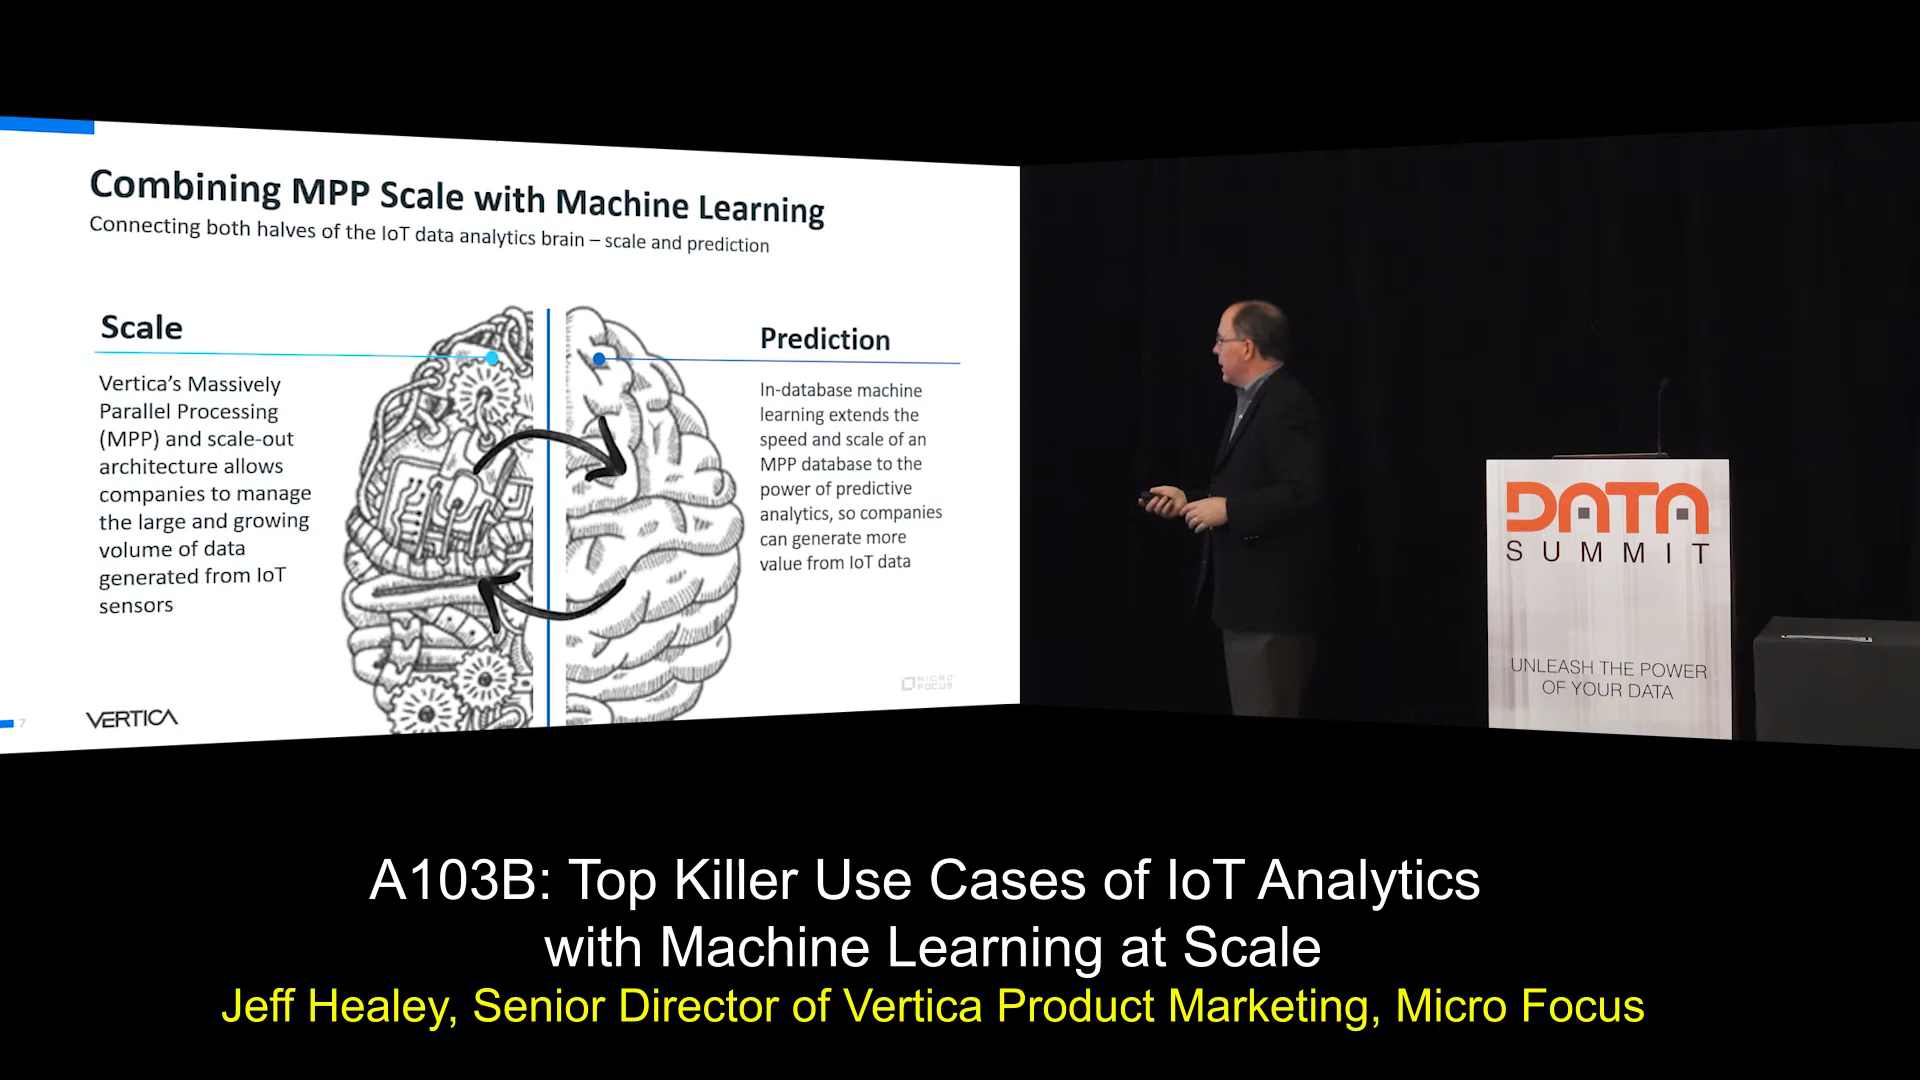 Combining MPP Scale with Machine Learning
Connecting both halves of the IoT data analytics brain – scale and prediction
Scale
Vertica's Massively
Parallel Processing
(MPP) and scale-out
architecture allows
companies to manage
the large and growing
volume of data
generated from IoT
sensors
Prediction
In-database machine
learning extends the
speed and scale of an
MPP database to the
power of predictive
analytics, so companies
can generate more
value from IoT data
7
VERTICA
MICRO
FOCUS
DATA
SUMMIT
UNLEASH THE POWER
OF YOUR DATA
A103B: Top Killer Use Cases of IoT Analytics
with Machine Learning at Scale
Jeff Healey, Senior Director of Vertica Product Marketing, Micro Focus